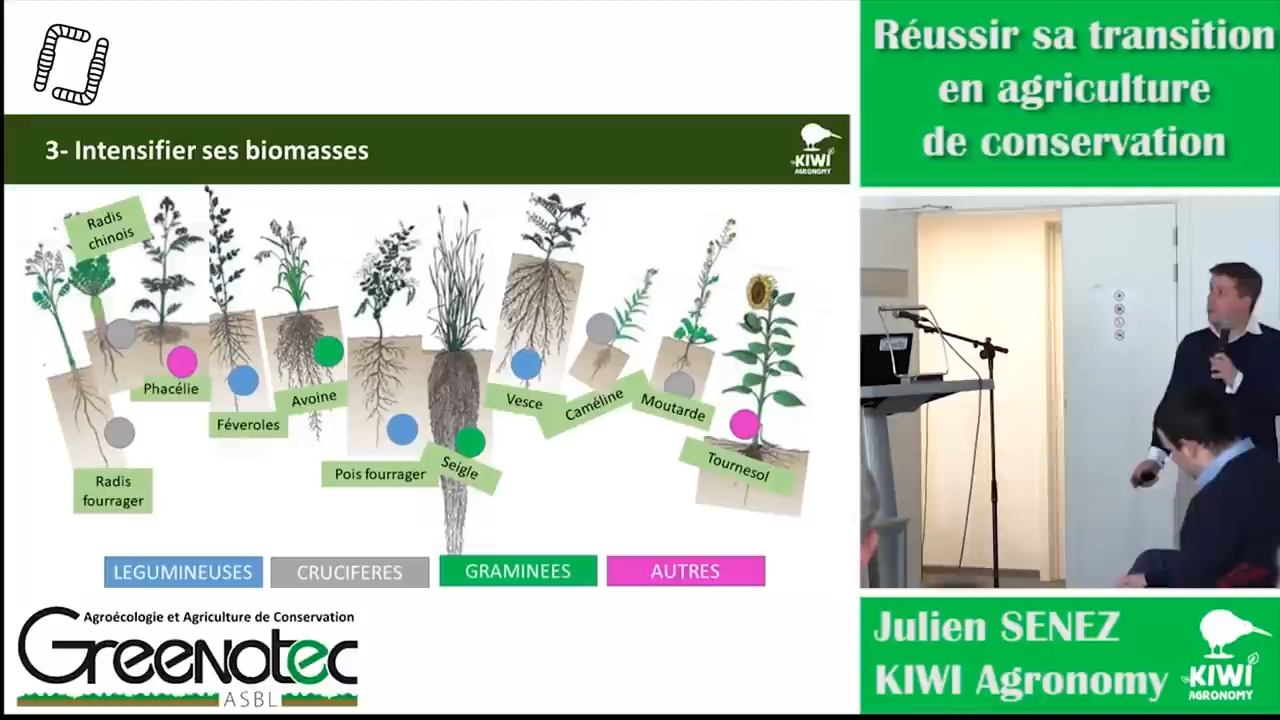 3- Intensifier ses biomasses
KIWI
AGRONOMY
Radis
chinois
Phacélie
Féveroles
Avoine
Radis
fourrager
Pois fourrager
Seigle
Vesce
Caméline
Moutarde
Tournesol
LEGUMINEUSES
CRUCIFERES
GRAMINEES
AUTRES
Agroécologie et Agriculture de Conservation
Greenotec
ASBL
Réussir sa transition
en agriculture
de conservation
Julien SENEZ
KIWI Agronomy
KIWI
AGRONOMY